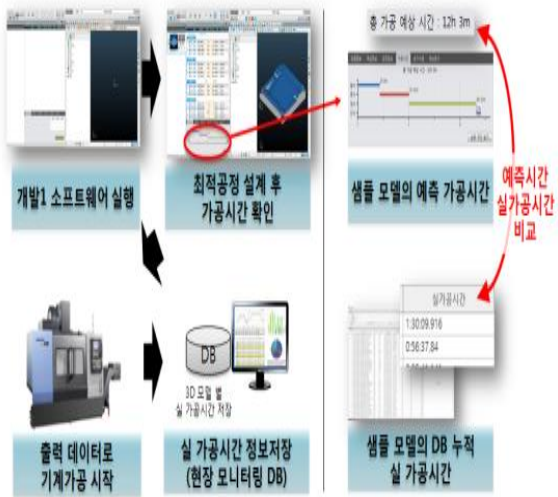 총 가공 예상 시간 : 12h 3m
개발1 소프트웨어 실행
최적공정 설계 후
가공시간 확인
샘플 모델의 예측 가공시간
예측시간
실가공시간
비교
실가공시간
1:30:09.916
0:56:37.84
DB
3D 모델 별
실 가공시간 저장
출력 데이터로
기계가공 시작
실 가공시간 정보저장
(현장 모니터링 DB)
샘플 모델의 DB 누적
실 가공시간